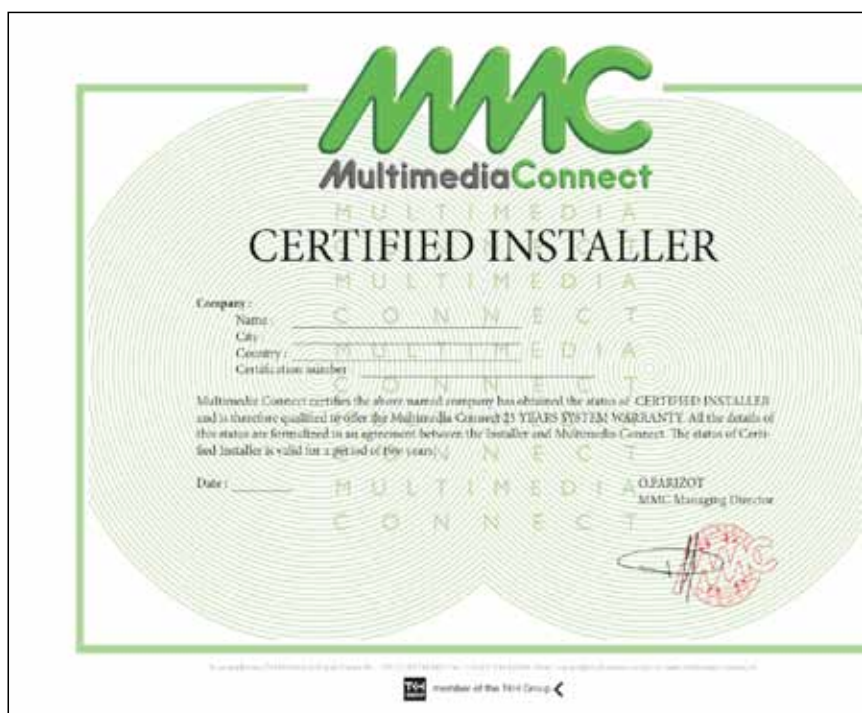 MMC
MultimediaConnect
MULTIMEDIA
CERTIFIED INSTALLER
MULTIMEDIA
Company :
Name :
CONNECT
City :
MULTIMEDIA
Country :
Certification number
CONNECT
Multimedia Connect certifies the above named company has obtained the status of CERTIFIED INSTALLER
and is therefore qualified to offer the Multimedia Connect 25 YEARS SYSTEM WARRANTY. All the details of
this status are formalized in an agreement between the Installer and Multimedia Connect. The status of Certi-
fied Installer is valid for a period of five years.
CONNECT
Date :
MULTIMEDIA
O.PARIZOT
MMC Managing Director
CONNECT
MMC
TKH
member of the TKH Group